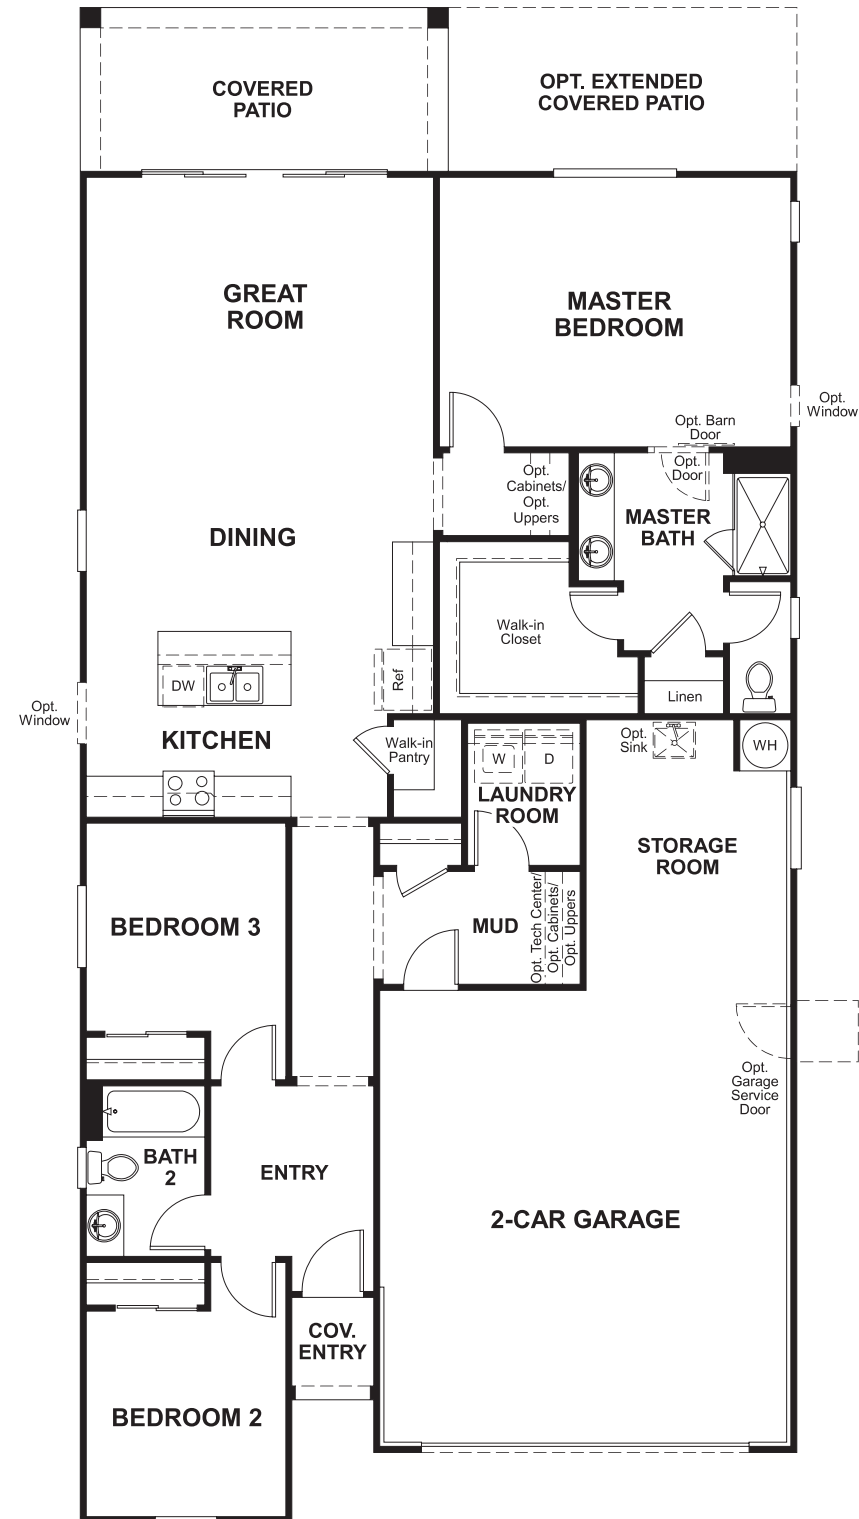 COVERED
PATIO
OPT. EXTENDED
COVERED PATIO
GREAT
ROOM
MASTER
BEDROOM
Opt.
Window
Opt. Barn
Door
Opt.
Door
Opt.
Cabinets/
Opt.
Uppers
MASTER
BATH
DINING
Walk-in
Closet
Linen
Ref
DW
Opt.
Window
KITCHEN
Walk-in
Pantry
Opt.
Sink
WH
W
D
LAUNDRY
ROOM
STORAGE
ROOM
BEDROOM 3
MUD
Opt. Tech Center/
Opt. Cabinets/
Opt. Uppers
Opt.
Garage
Service
Door
BATH
2
ENTRY
2-CAR GARAGE
COV.
ENTRY
BEDROOM 2